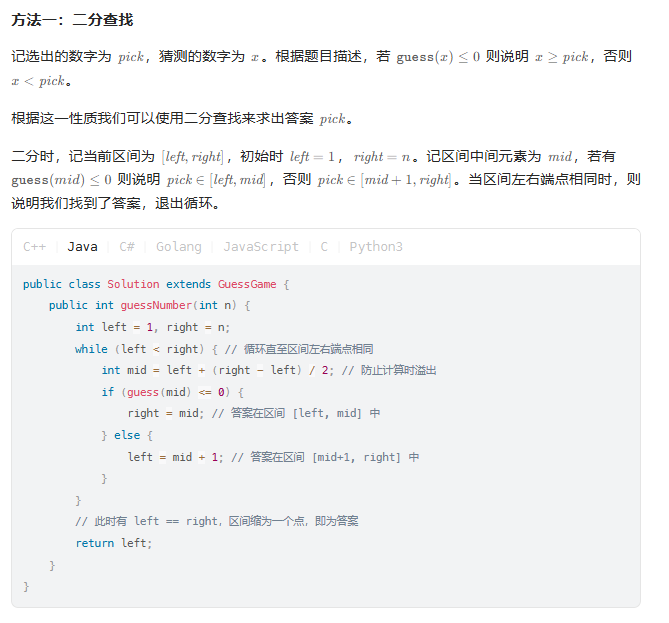 方法一：二分查找
记选出的数字为 pick，猜测的数字为 x。根据题目描述，若 guess(x) ≤ 0 则说明 x ≥ pick，否则
x < pick。
根据这一性质我们可以使用二分查找来求出答案 pick。
二分时，记当前区间为 [left, right]，初始时 left = 1，right = n。记区间中间元素为 mid，若有
guess(mid) ≤ 0 则说明 pick ∈ [left, mid]，否则 pick ∈ [mid + 1, right]。当区间左右端点相同时，则
说明我们找到了答案，退出循环。
C++ Java C# Golang JavaScript C Python3
public class Solution extends GuessGame {
    public int guessNumber(int n) {
        int left = 1, right = n;
        while (left < right) { // 循环直至区间左右端点相同
            int mid = left + (right - left) / 2; // 防止计算时溢出
            if (guess(mid) <= 0) {
                right = mid; // 答案在区间 [left, mid] 中
            } else {
                left = mid + 1; // 答案在区间 [mid+1, right] 中
            }
        }
        // 此时有 left == right，区间缩为一个点，即为答案
        return left;
    }
}